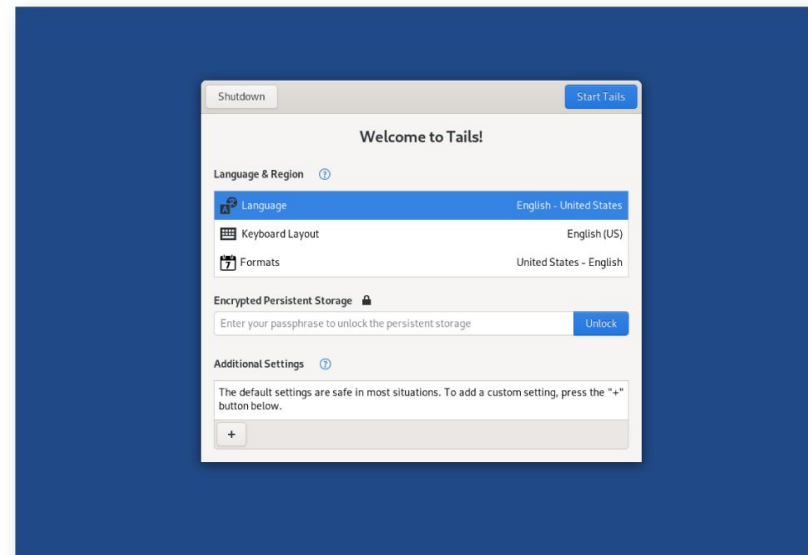 Shutdown
Start Tails
Welcome to Tails!
Language & Region
Language
English - United States
Keyboard Layout
English (US)
Formats
United States - English
Encrypted Persistent Storage
Enter your passphrase to unlock the persistent storage
Unlock
Additional Settings
The default settings are safe in most situations. To add a custom setting, press the "+"
button below.
+